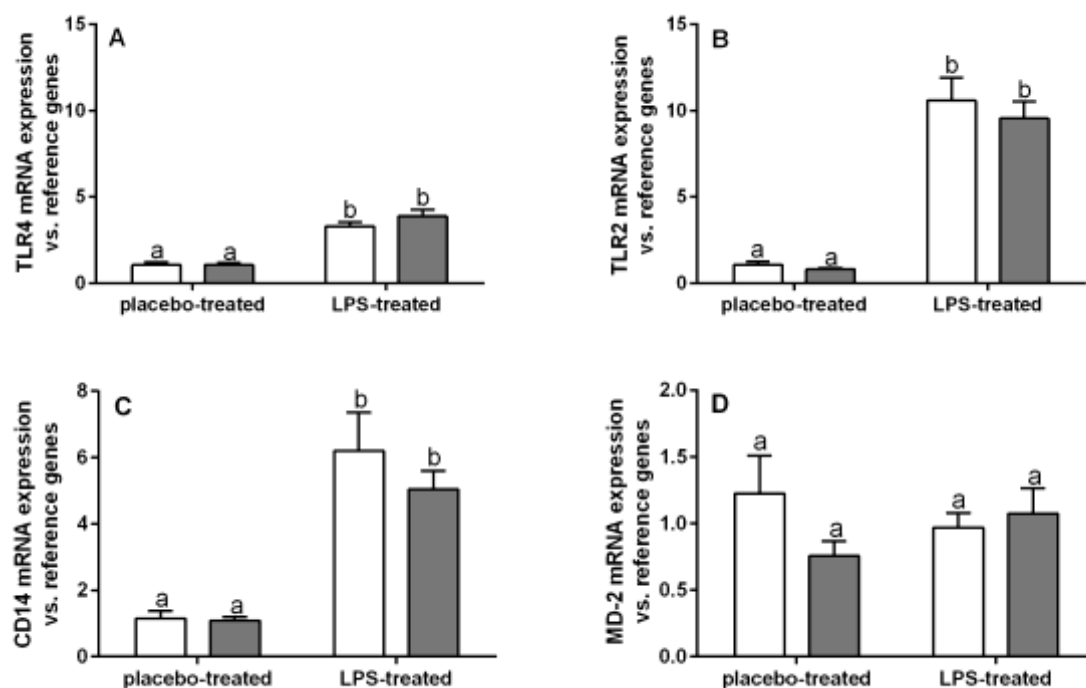 A
TLR4 mRNA expression
vs. reference genes
15
10
5
0
a
a
b
b
placebo-treated
LPS-treated
B
TLR2 mRNA expression
vs. reference genes
15
10
5
0
a
a
b
b
placebo-treated
LPS-treated
C
CD14 mRNA expression
vs. reference genes
8
6
4
2
0
a
a
b
b
placebo-treated
LPS-treated
D
MD-2 mRNA expression
vs. reference genes
2.0
1.5
1.0
0.5
0.0
a
a
a
a
placebo-treated
LPS-treated